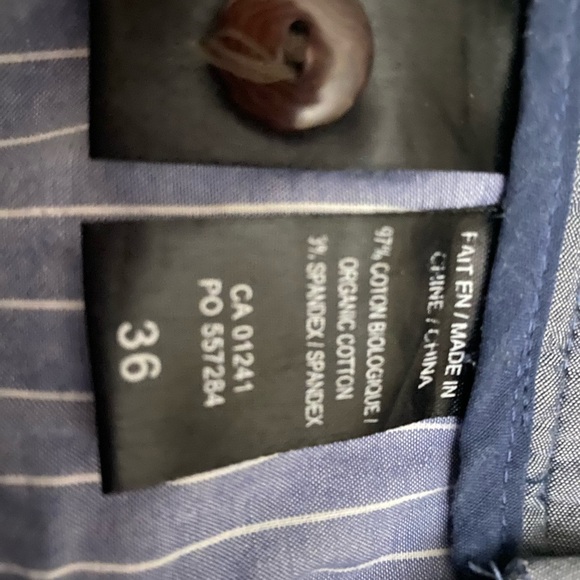 FAIT EN / MADE IN
CHINE / CHINA
97% COTON BIOLOGIQUE /
ORGANIC COTTON
3% SPANDEX / SPANDEX
CA 01241
PO 557284
36